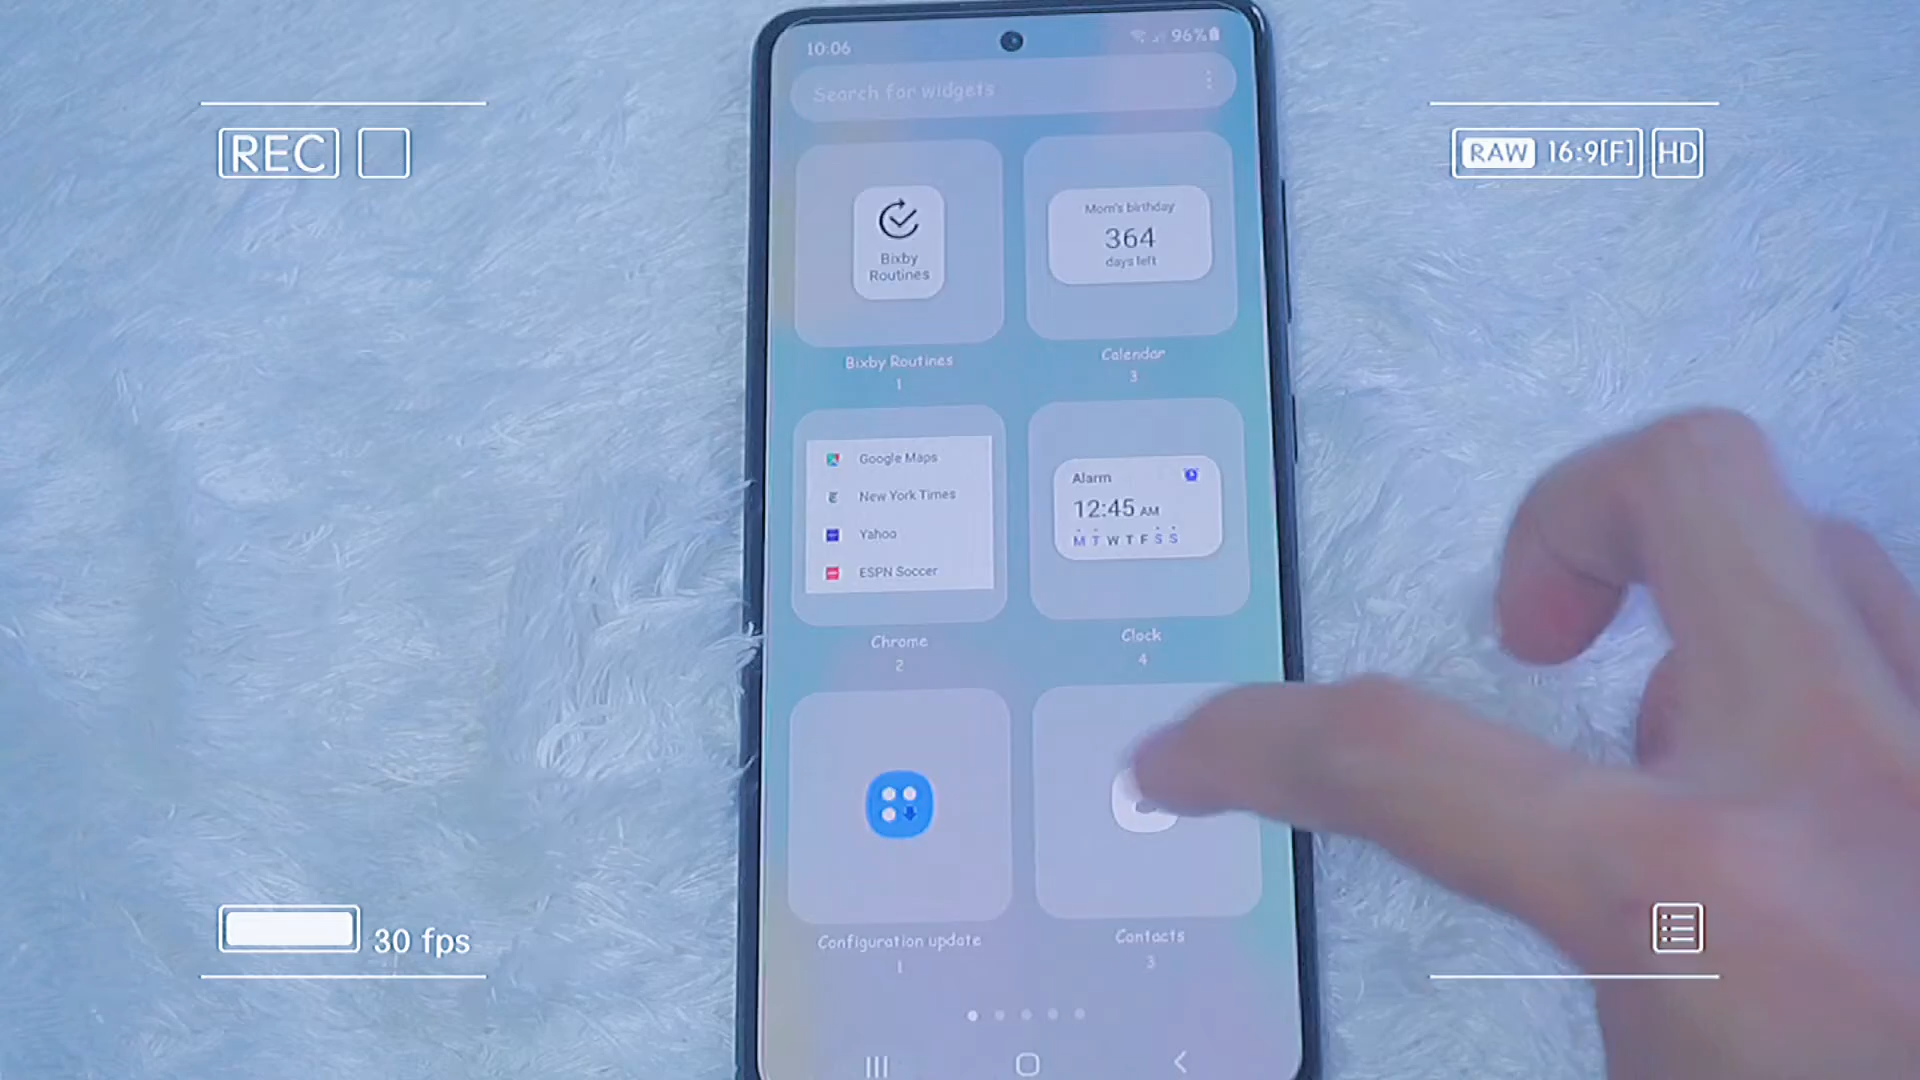 REC
RAW 16:9[F] HD
10:06
96%
Search for widgets
Bixby
Routines
Mom's birthday
364
days left
Bixby Routines
1
Calendar
3
Google Maps
New York Times
Yahoo
ESPN Soccer
Alarm
12:45 AM
M T W T F S S
Chrome
2
Clock
4
Configuration update
1
Contacts
3
30 fps